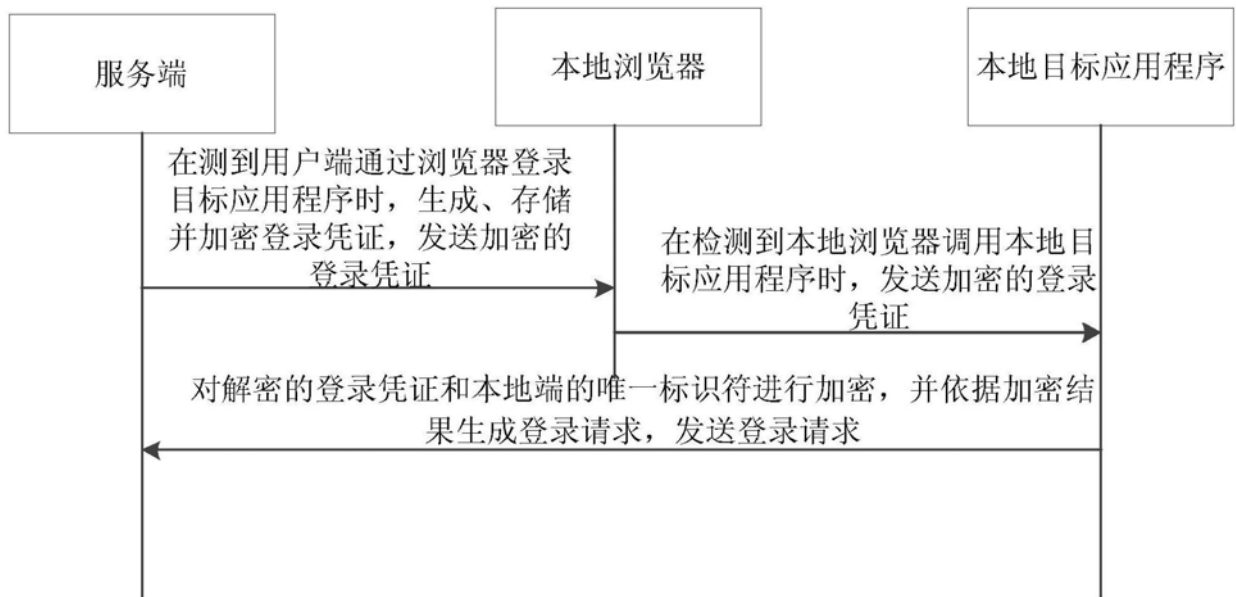 服务端
本地浏览器
本地目标应用程序
在测到用户端通过浏览器登录
目标应用程序时，生成、存储
并加密登录凭证，发送加密的
登录凭证
在检测到本地浏览器调用本地目
标应用程序时，发送加密的登录
凭证
对解密的登录凭证和本地端的唯一标识符进行加密，并依据加密结
果生成登录请求，发送登录请求